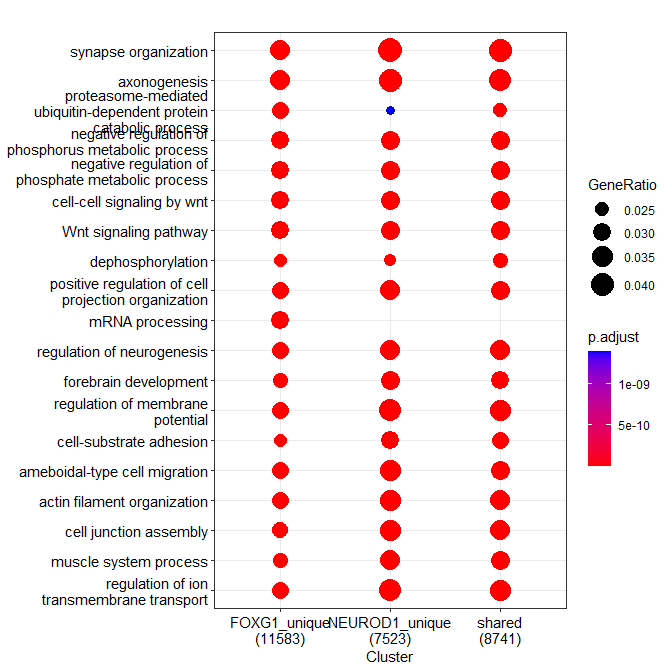 synapse organization
axonogenesis
proteasome-mediated
ubiquitin-dependent protein
catabolic process
negative regulation of
phosphorus metabolic process
negative regulation of
phosphate metabolic process
cell-cell signaling by wnt
Wnt signaling pathway
dephosphorylation
positive regulation of cell
projection organization
mRNA processing
regulation of neurogenesis
forebrain development
regulation of membrane
potential
cell-substrate adhesion
ameboidal-type cell migration
actin filament organization
cell junction assembly
muscle system process
regulation of ion
transmembrane transport
FOXG1_unique
(11583)
NEUROD1_unique
(7523)
shared
(8741)
Cluster
GeneRatio
0.025
0.030
0.035
0.040
p.adjust
1e-09
5e-10